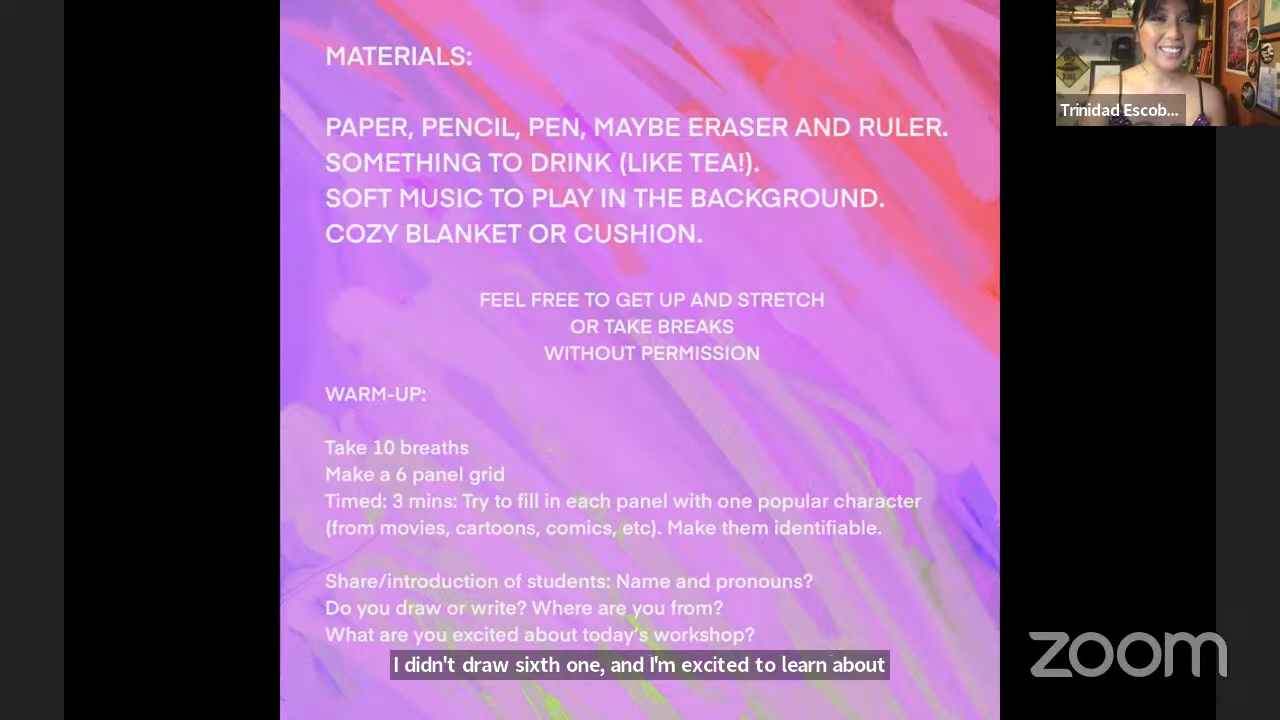 MATERIALS:
PAPER, PENCIL, PEN, MAYBE ERASER AND RULER.
SOMETHING TO DRINK (LIKE TEA!).
SOFT MUSIC TO PLAY IN THE BACKGROUND.
COZY BLANKET OR CUSHION.
FEEL FREE TO GET UP AND STRETCH
OR TAKE BREAKS
WITHOUT PERMISSION
WARM-UP:
Take 10 breaths
Make a 6 panel grid
Timed: 3 mins: Try to fill in each panel with one popular character
(from movies, cartoons, comics, etc). Make them identifiable.
Share/introduction of students: Name and pronouns?
Do you draw or write? Where are you from?
What are you excited about today's workshop?
I didn't draw sixth one, and I'm excited to learn about
Trinidad Escob...
zoom